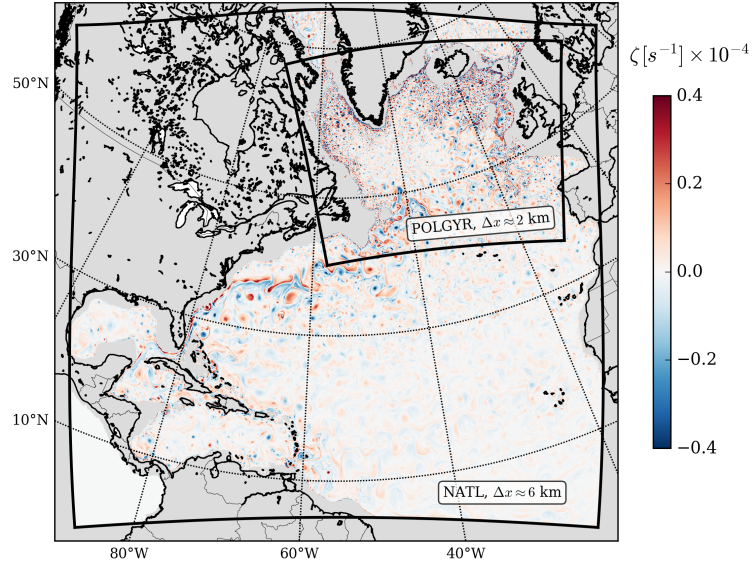 ζ[s⁻¹] × 10⁻⁴
50°N
30°N
10°N
80°W
60°W
40°W
POLGYR, Δx≈2 km
NATL, Δx≈6 km
0.4
0.2
0.0
−0.2
−0.4